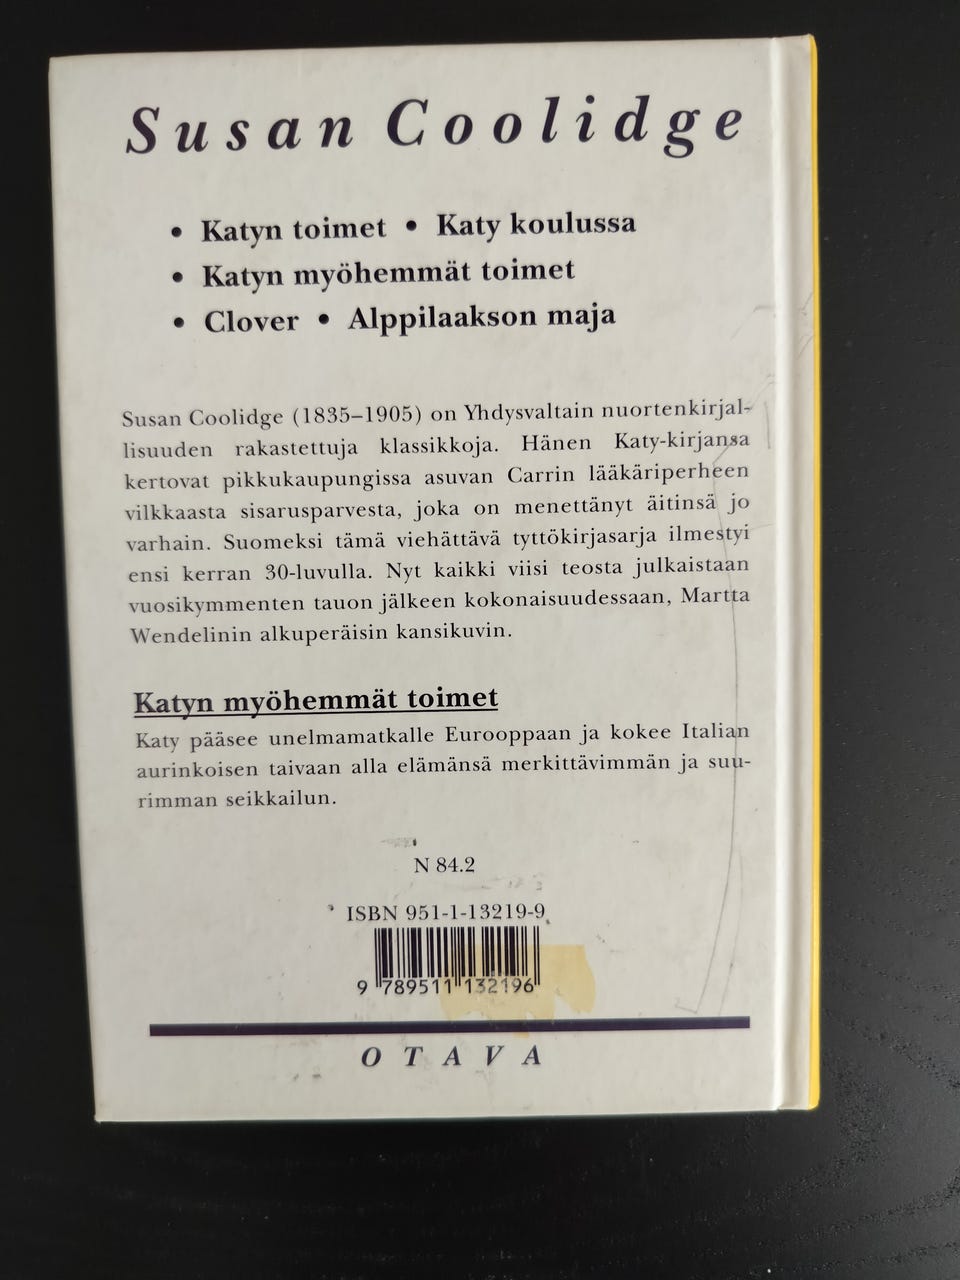 Susan Coolidge
• Katyn toimet • Katy koulussa
• Katyn myöhemmät toimet
• Clover • Alppilaakson maja
Susan Coolidge (1835–1905) on Yhdysvaltain nuortenkirjal-
lisuuden rakastettuja klassikkoja. Hänen Katy-kirjansa
kertovat pikkukaupungissa asuvan Carrin lääkäriperheen
vilkkaasta sisarusparvesta, joka on menettänyt äitinsä jo
varhain. Suomeksi tämä viehättävä tyttökirjasarja ilmestyi
ensi kerran 30-luvulla. Nyt kaikki viisi teosta julkaistaan
vuosikymmenten tauon jälkeen kokonaisuudessaan, Martta
Wendelinin alkuperäisin kansikuvin.
Katyn myöhemmät toimet
Katy pääsee unelmamatkalle Eurooppaan ja kokee Italian
aurinkoisen taivaan alla elämänsä merkittävimmän ja suu-
rimman seikkailun.
N 84.2
ISBN 951-1-13219-9
9 789511 132196
OTAVA